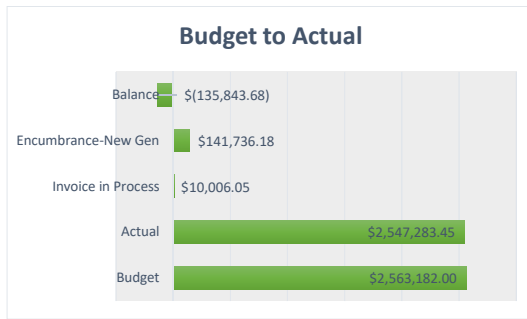 Budget to Actual
Balance $(135,843.68)
Encumbrance-New Gen $141,736.18
Invoice in Process $10,006.05
Actual $2,547,283.45
Budget $2,563,182.00